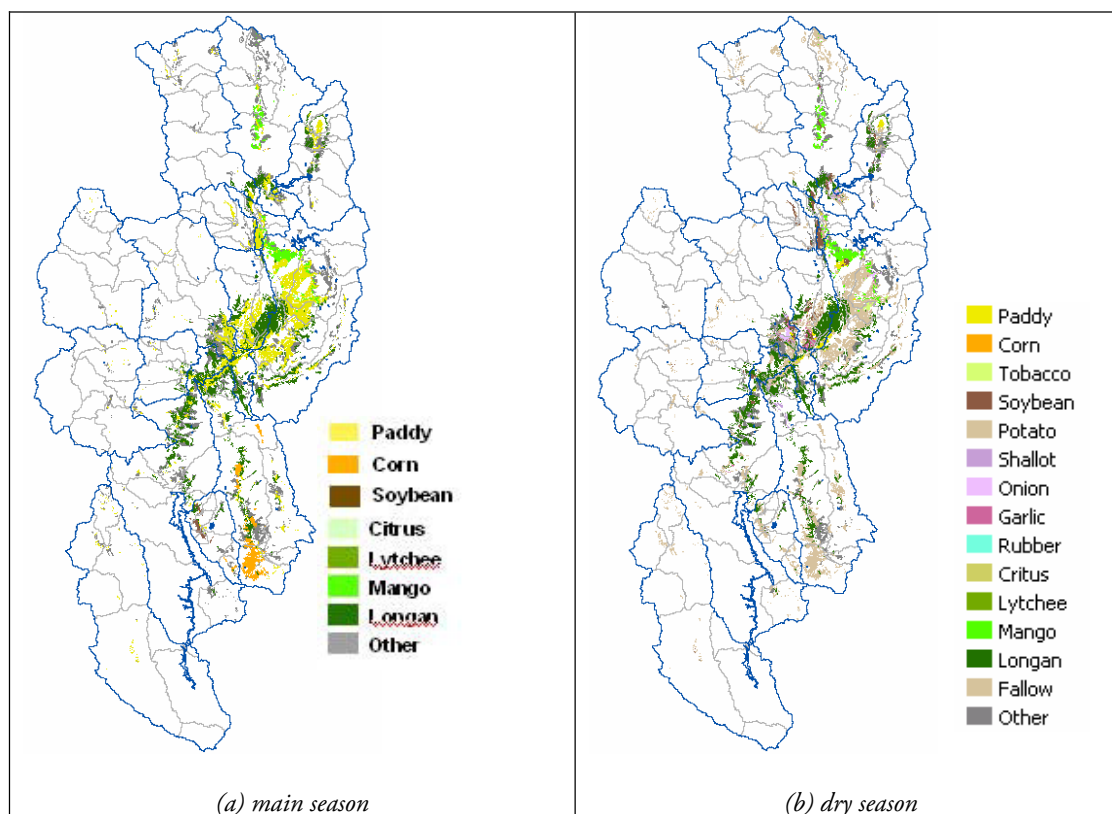 Paddy
Corn
Soybean
Citrus
Lytchee
Mango
Longan
Other
(a) main season
Paddy
Corn
Tobacco
Soybean
Potato
Shallot
Onion
Garlic
Rubber
Critus
Lytchee
Mango
Longan
Fallow
Other
(b) dry season